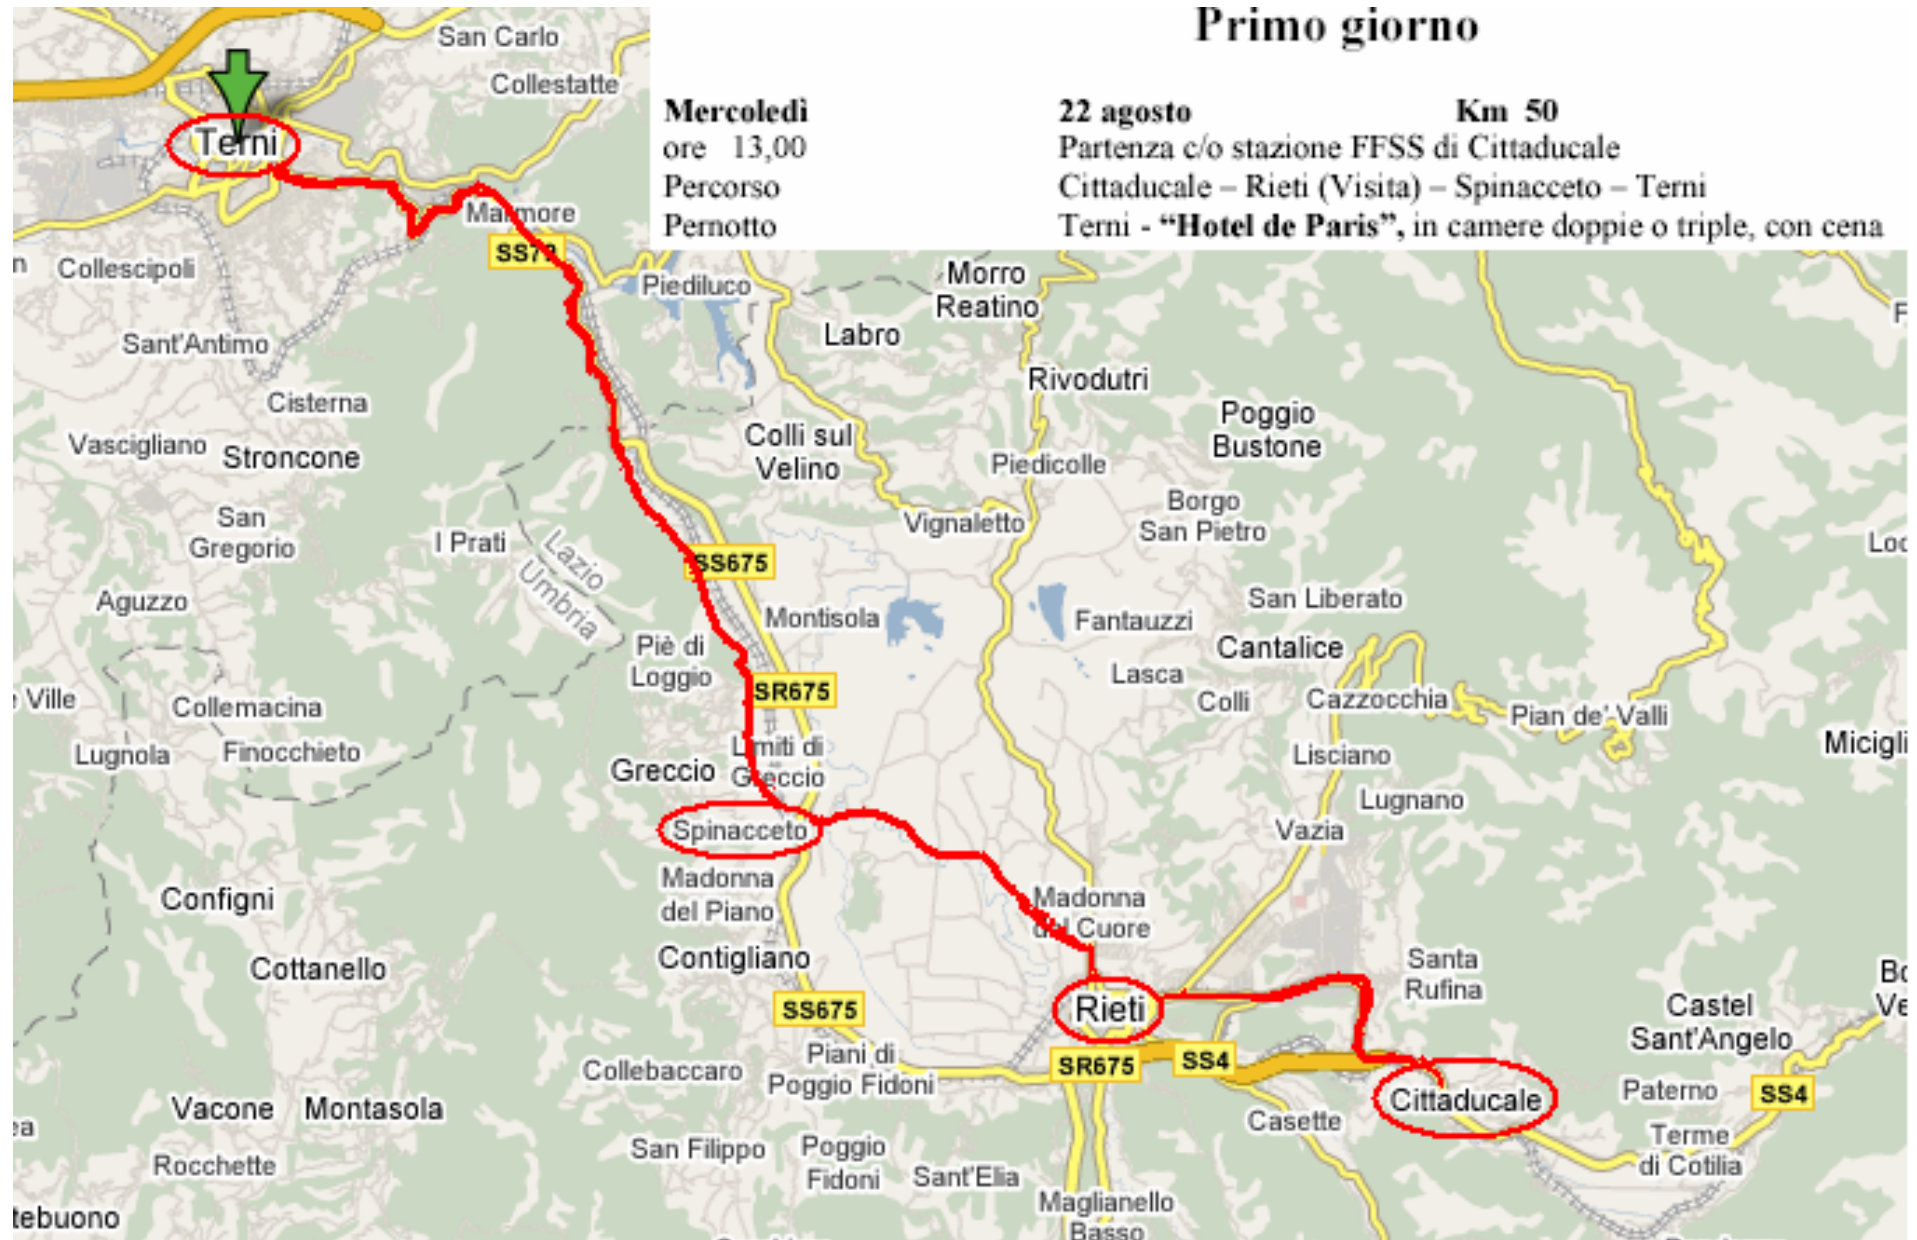 Primo giorno
Mercoledì 22 agosto Km 50
ore 13,00 Partenza c/o stazione FFSS di Cittaducale
Percorso Cittaducale – Rieti (Visita) – Spinacceto – Terni
Pernotto Terni - “Hotel de Paris”, in camere doppie o triple, con cena
San Carlo
Collestatte
Terni
Marmore
SS79
Collescipoli
Piediluco
Morro
Reatino
Labro
Sant'Antimo
Rivodutri
Cisterna
Poggio
Bustone
Vascigliano
Stroncone
Colli sul
Velino
Piedicolle
San
Gregorio
I Prati
Lazio
Umbria
Vignaletto
Borgo
San Pietro
SS675
Aguzzo
Montisola
Fantauzzi
San Liberato
Piè di
Loggio
Cantalice
Lasca
SR675
Colli
Cazzocchia
Pian de' Valli
Ville
Collemacina
Lugnola
Finocchieto
Limiti di
Greccio
Greccio
Lisciano
Lugnano
Spinacceto
Vazia
Madonna
del Piano
Configni
Madonna
del Cuore
Contigliano
Cottanello
Santa
Rufina
SS675
Rieti
Castel
Sant'Angelo
Piani di
Poggio Fidoni
SR675
SS4
Collebaccaro
Cittaducale
Paterno
SS4
Vacone
Montasola
Casette
Terme
di Cotilia
Rocchette
San Filippo
Poggio
Fidoni
Sant'Elia
Maglianello
Basso
tebuono